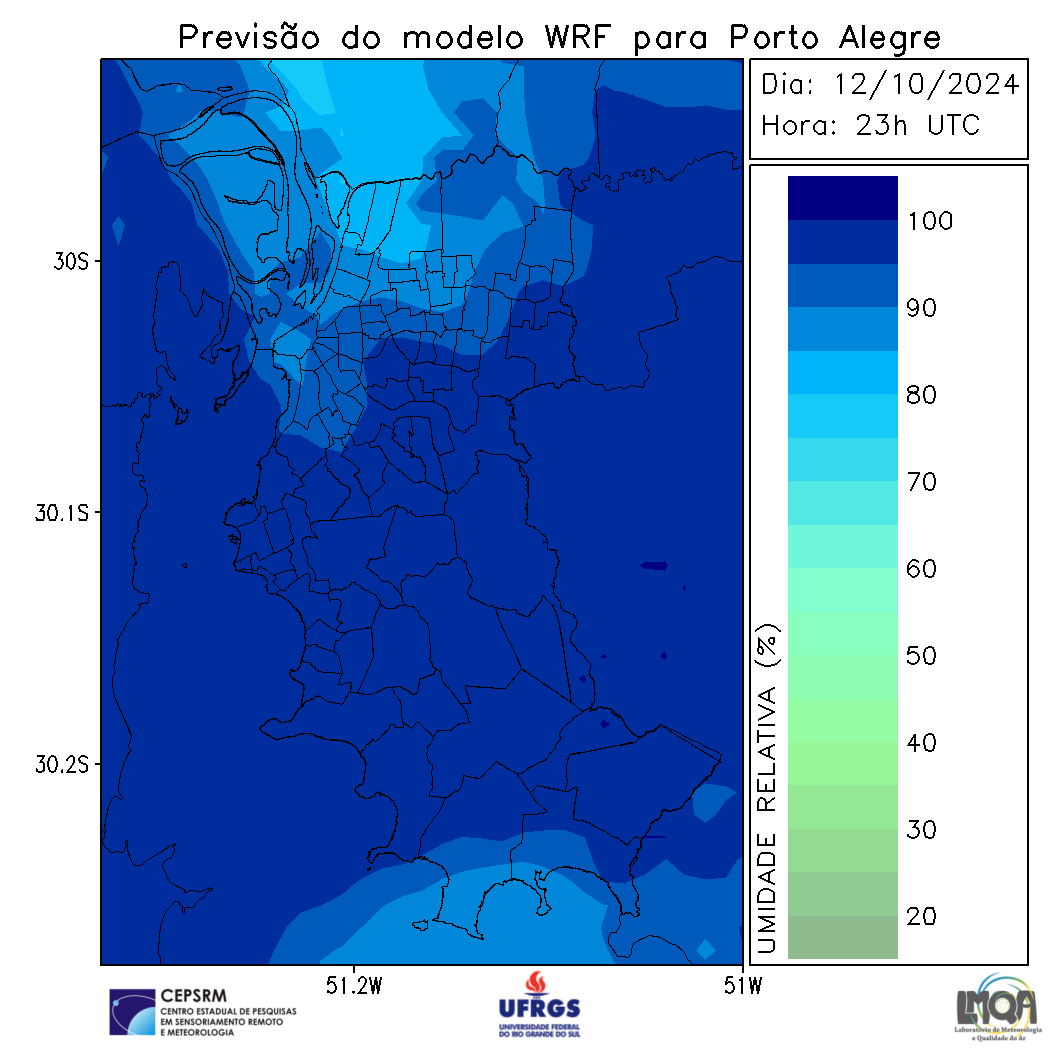 Previsão do modelo WRF para Porto Alegre
Dia: 12/10/2024
Hora: 23h UTC
100
90
80
70
60
50
40
30
20
UMIDADE RELATIVA (%)
30S
30.1S
30.2S
51.2W
51W
CEPSRM
CENTRO ESTADUAL DE PESQUISAS
EM SENSORIAMENTO REMOTO
E METEOROLOGIA
UFRGS
UNIVERSIDADE FEDERAL
DO RIO GRANDE DO SUL
LMQA
Laboratório de Meteorologia
e Qualidade do Ar